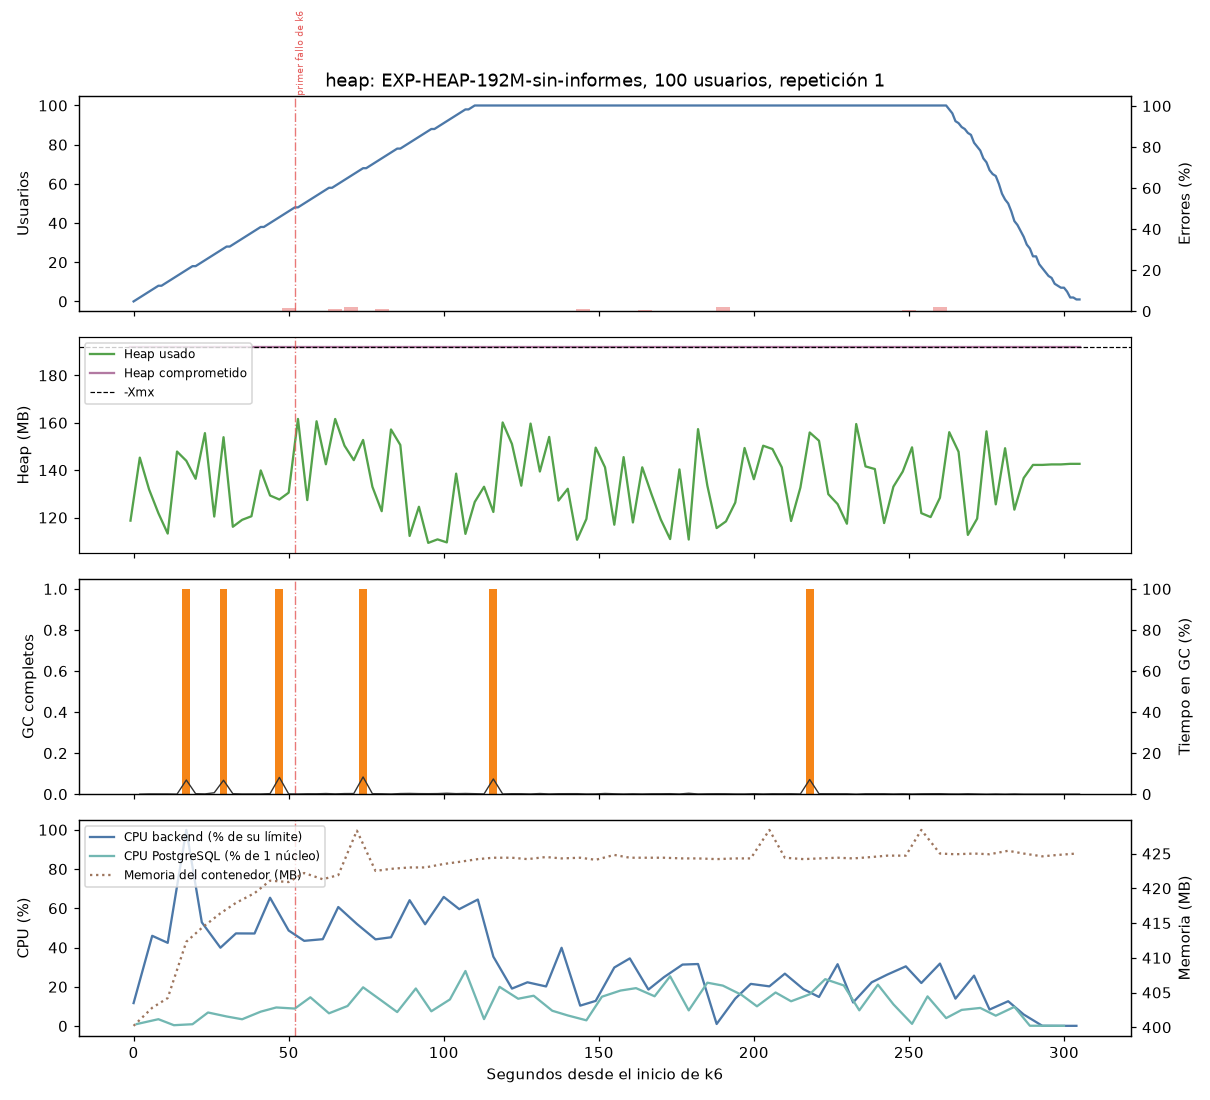 primer fallo de k6
heap: EXP-HEAP-192M-sin-informes, 100 usuarios, repetición 1
100
80
60
40
20
0
Usuarios
100
80
60
40
20
0
Errores (%)
Heap usado
Heap comprometido
-Xmx
180
160
140
120
Heap (MB)
1.0
0.8
0.6
0.4
0.2
0.0
GC completos
100
80
60
40
20
0
Tiempo en GC (%)
CPU backend (% de su límite)
CPU PostgreSQL (% de 1 núcleo)
Memoria del contenedor (MB)
100
80
60
40
20
0
CPU (%)
425
420
415
410
405
400
Memoria (MB)
0 50 100 150 200 250 300
Segundos desde el inicio de k6